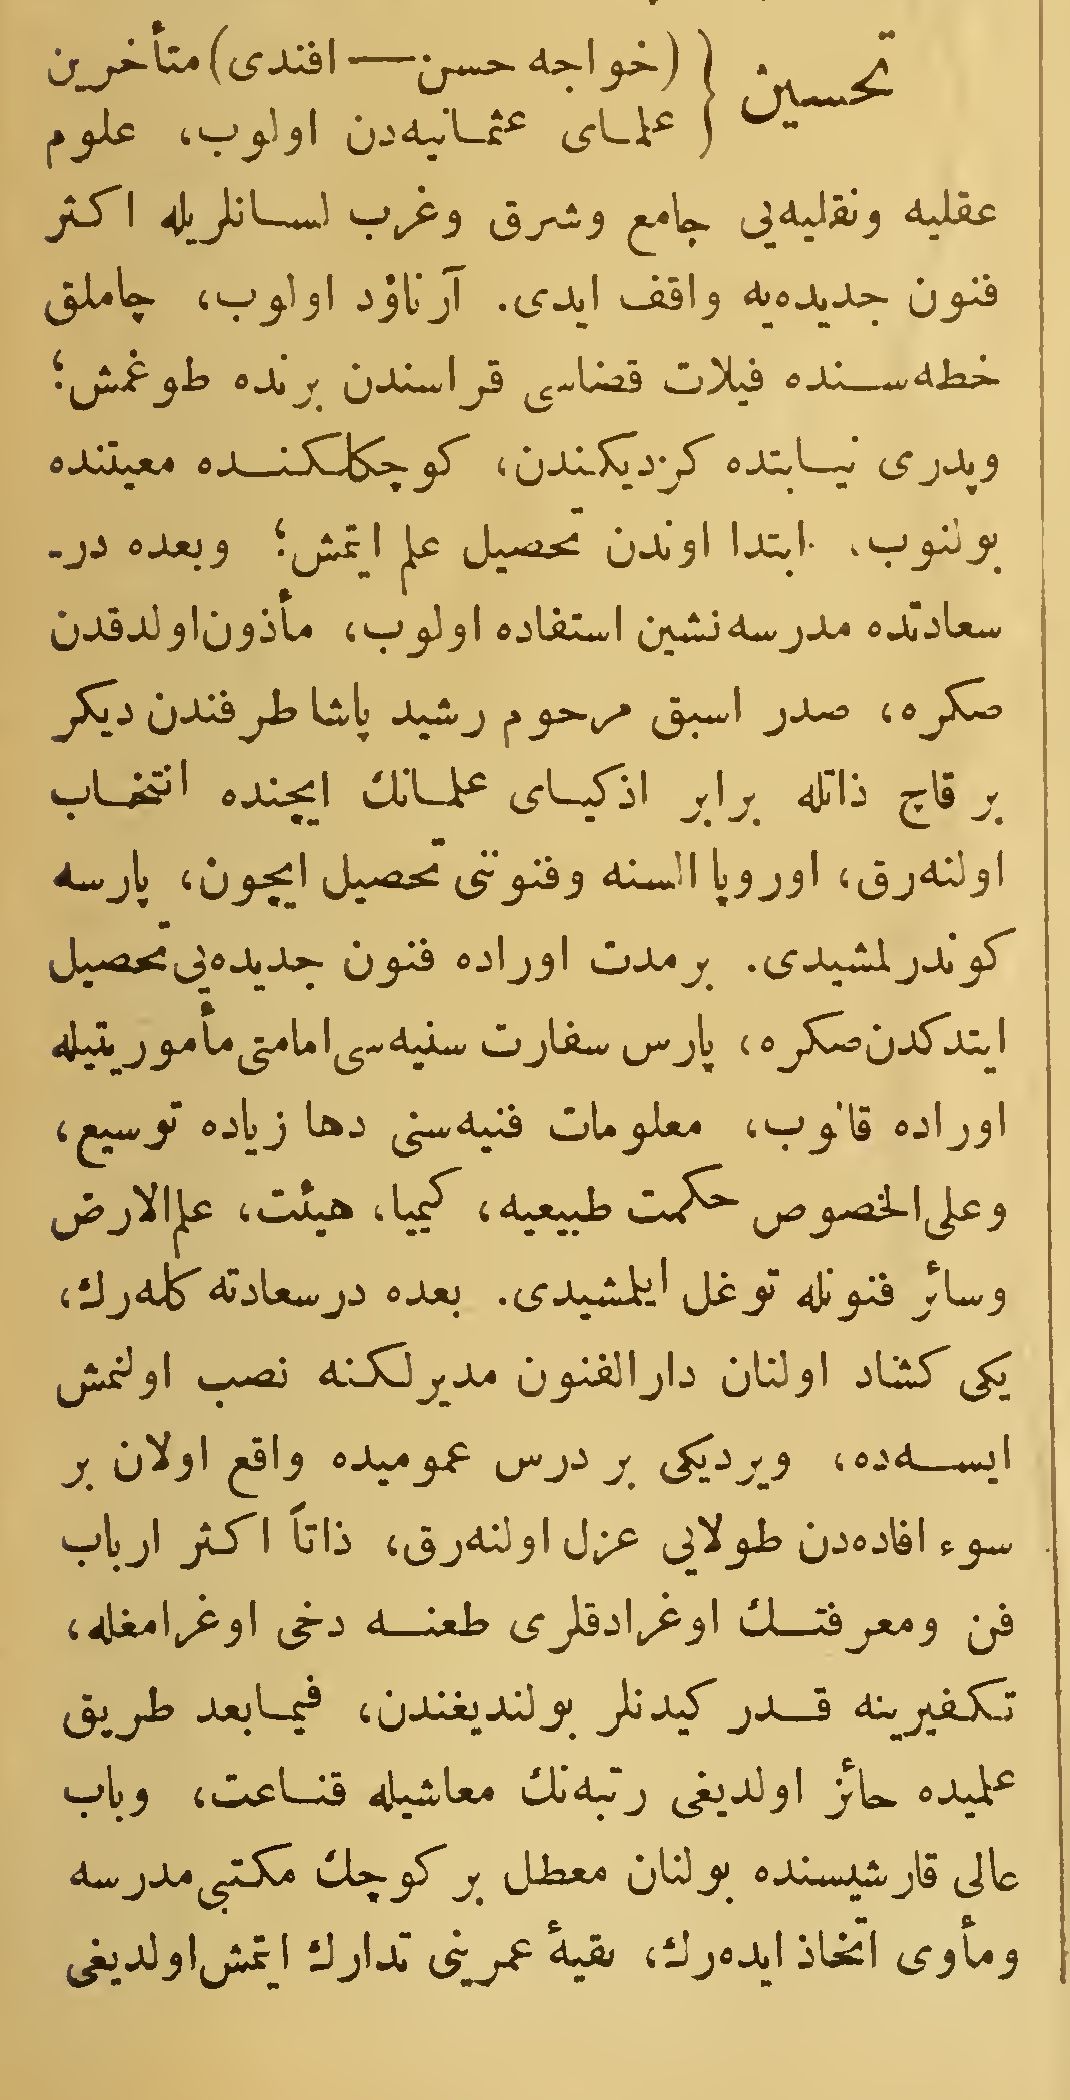 تحسین { (خواجه حسن — افندی) متأخرین
علمای عثمانیه‌دن اولوب، علوم
عقلیه ونقلیه‌یی جامع وشرق وغرب لسانلریله اکثر
فنون جدیده‌یه واقف ایدی. آرناؤد اولوب، چاملق
خطه‌سنده فیلات قضاسی قراسندن برنده طوغمش؛
وپدری نیابتده کزدیکندن، کوچکلکنده معیتنده
بولنوب، ابتدا اوندن تحصیل علم ایتمش؛ وبعده در-
سعادتده مدرسه‌نشین استفاده اولوب، مأذون اولدقدن
صکره، صدر اسبق مرحوم رشید پاشا طرفندن دیکر
بر قاچ ذاتله برابر اذکیای علمانك ایچنده انتخاب
اولنه‌رق، اوروپا السنه وفنوننی تحصیل ایچون، پارسه
کوندرلمشیدی. برمدت اوراده فنون جدیده‌یی تحصیل
ایتدکدن صکره، پارس سفارت سنیه‌سی امامتی مأموریتیله
اوراده قالوب، معلومات فنیه‌سنی دها زیاده توسیع،
وعلی الخصوص حکمت طبیعیه، کیمیا، هیئت، علم الارض
وسائر فنونله توغل ایلمشیدی. بعده درسعادته کله‌رك،
یکی کشاد اولنان دارالفنون مدیرلکنه نصب اولنمش
ایسه‌ده، ویردیکی بر درس عمومیده واقع اولان بر
سوء افاده‌دن طولایی عزل اولنه‌رق، ذاتاً اکثر ارباب
فن ومعرفتك اوغرادقلری طعنه دخی اوغرامغله،
تکفیرینه قدر کیدنلر بولندیغندن، فیمابعد طریق
علمیده حائز اولدیغی رتبه‌نك معاشیله قناعت، وباب
عالی قارشیسنده بولنان معطل بر کوچك مکتبی مدرسه
ومأوی اتخاذ ایده‌رك، بقیهٔ عمرینی تدارك ایتمش اولدیغی